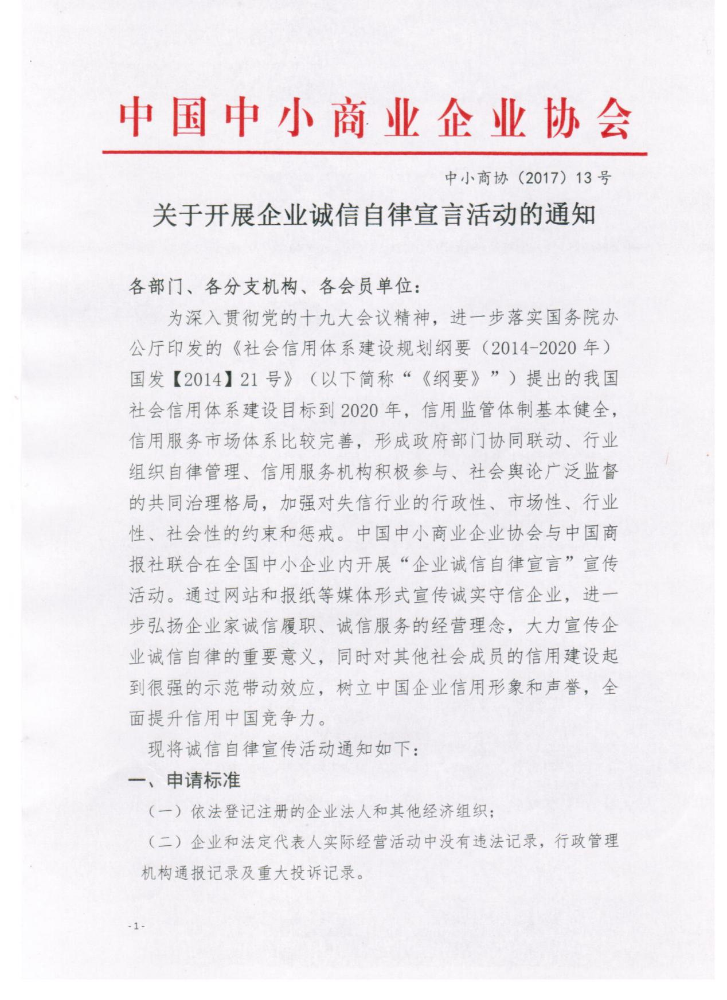 中国中小商业企业协会
中小商协（2017）13号
关于开展企业诚信自律宣言活动的通知
各部门、各分支机构、各会员单位：
为深入贯彻党的十九大会议精神，进一步落实国务院办
公厅印发的《社会信用体系建设规划纲要（2014-2020 年）
国发【2014】21 号》（以下简称“《纲要》”）提出的我国
社会信用体系建设目标到 2020 年，信用监管体制基本健全，
信用服务市场体系比较完善，形成政府部门协同联动、行业
组织自律管理、信用服务机构积极参与、社会舆论广泛监督
的共同治理格局，加强对失信行业的行政性、市场性、行业
性、社会性的约束和惩戒。中国中小商业企业协会与中国商
报社联合在全国中小企业内开展“企业诚信自律宣言”宣传
活动。通过网站和报纸等媒体形式宣传诚实守信企业，进一
步弘扬企业家诚信履职、诚信服务的经营理念，大力宣传企
业诚信自律的重要意义，同时对其他社会成员的信用建设起
到很强的示范带动效应，树立中国企业信用形象和声誉，全
面提升信用中国竞争力。
现将诚信自律宣传活动通知如下：
一、申请标准
（一）依法登记注册的企业法人和其他经济组织；
（二）企业和法定代表人实际经营活动中没有违法记录，行政管理
机构通报记录及重大投诉记录。
- 1 -